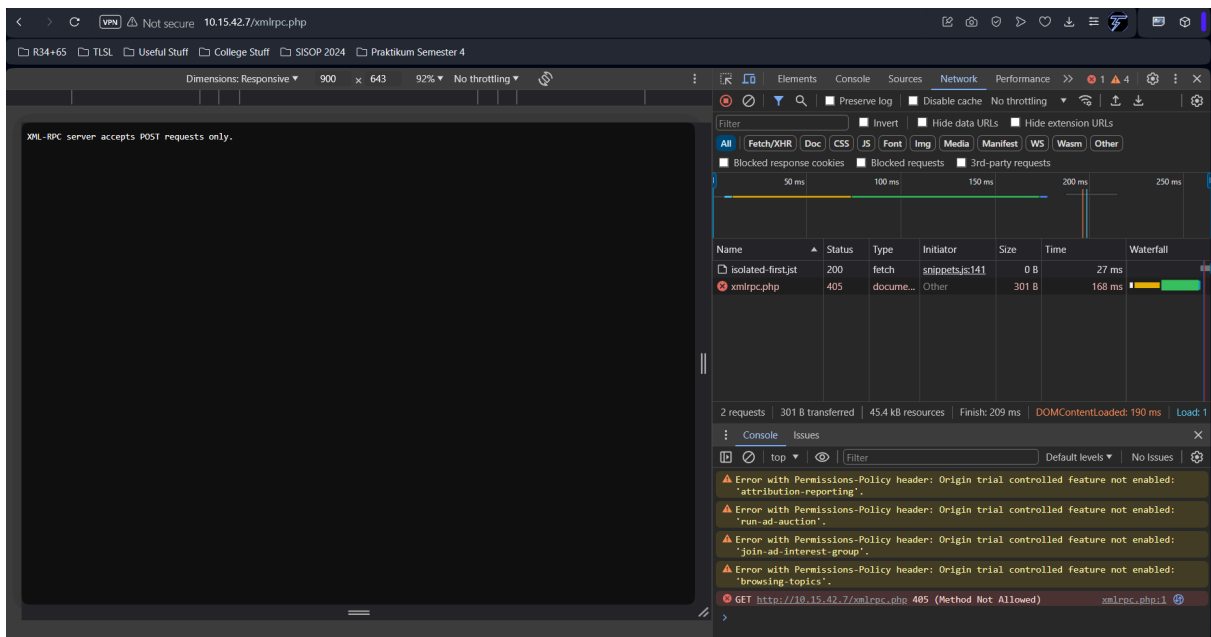 VPN Not secure 10.15.42.7/xmlrpc.php
R34+65 TLSL Useful Stuff College Stuff SISOP 2024 Praktikum Semester 4
Dimensions: Responsive ▼ 900 × 643 92% ▼ No throttling ▼
XML-RPC server accepts POST requests only.
Elements Console Sources Network Performance >> 1 4
Preserve log Disable cache No throttling ▼
Filter Invert Hide data URLs Hide extension URLs
All Fetch/XHR Doc CSS JS Font Img Media Manifest WS Wasm Other
Blocked response cookies Blocked requests 3rd-party requests
50 ms 100 ms 150 ms 200 ms 250 ms
Name Status Type Initiator Size Time Waterfall
isolated-first.jst 200 fetch snippets.js:141 0 B 27 ms
xmlrpc.php 405 docume... Other 301 B 168 ms
2 requests 301 B transferred 45.4 kB resources Finish: 209 ms DOMContentLoaded: 190 ms Load: 1
Console Issues
top ▼ Filter Default levels ▼ No Issues
Error with Permissions-Policy header: Origin trial controlled feature not enabled:
'attribution-reporting'.
Error with Permissions-Policy header: Origin trial controlled feature not enabled:
'run-ad-auction'.
Error with Permissions-Policy header: Origin trial controlled feature not enabled:
'join-ad-interest-group'.
Error with Permissions-Policy header: Origin trial controlled feature not enabled:
'browsing-topics'.
GET http://10.15.42.7/xmlrpc.php 405 (Method Not Allowed) xmlrpc.php:1